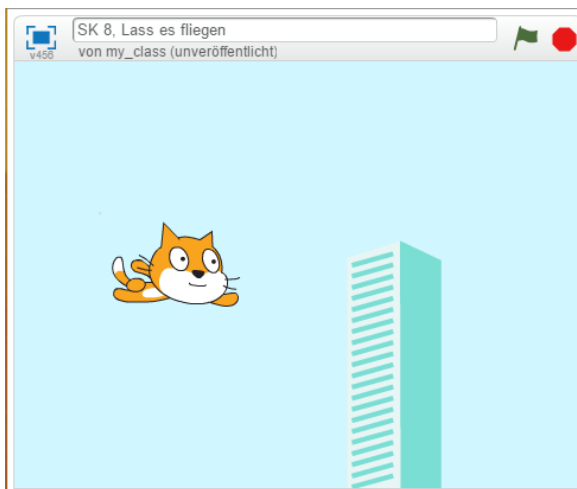 SK 8, Lass es fliegen
von my_class (unveröffentlicht)
v456